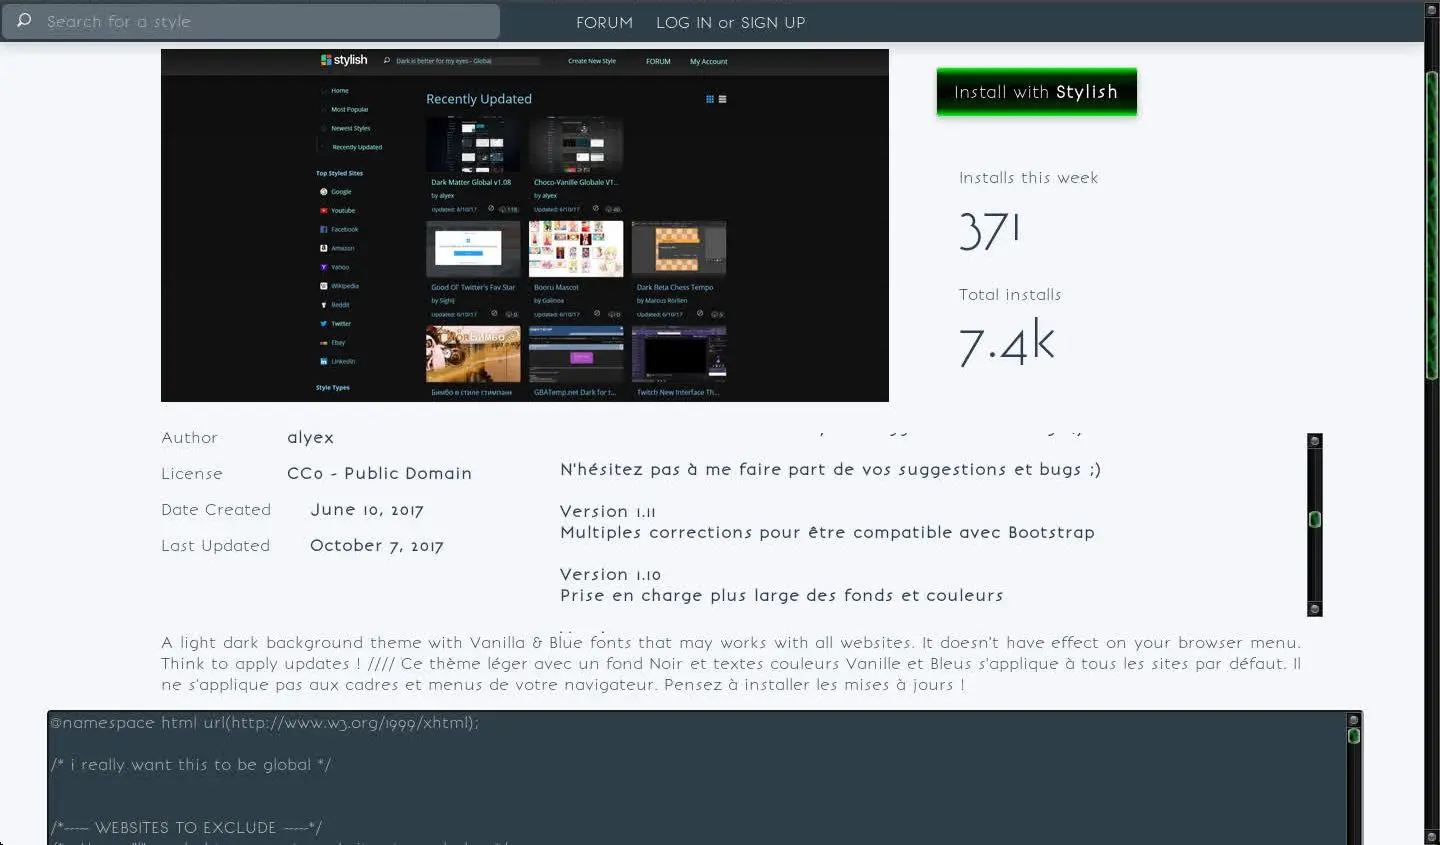 Search for a style
FORUM
LOG IN or SIGN UP
stylish
Dark is better for my eyes - Global
Create New Style
FORUM
My Account
Home
Most Popular
Newest Styles
Recently Updated
Top Styled Sites
Google
Youtube
Facebook
Amazon
Yahoo
Wikipedia
Reddit
Twitter
Ebay
LinkedIn
Style Types
Recently Updated
Dark Matter Global v1.08
by alyex
Updated: 6/10/17
118
Choco-Vanille Globale V1...
by alyex
Updated: 6/10/17
Good Ol' Twitter's Fav Star
by
Updated: 6/10/17
0
Booru Mascot
by Galinoa
Updated: 6/10/17
0
Dark Beta Chess Tempo
by Marcus Rörlien
Updated: 6/10/17
Бимбо в стиле стимпанк
GBATemp.net Dark for t...
Twitch New Interface Th...
Install with Stylish
Installs this week
371
Total installs
7.4k
Author alyex
License CC0 - Public Domain
Date Created June 10, 2017
Last Updated October 7, 2017
N'hésitez pas à me faire part de vos suggestions et bugs ;)
Version 1.11
Multiples corrections pour être compatible avec Bootstrap
Version 1.10
Prise en charge plus large des fonds et couleurs
A light dark background theme with Vanilla & Blue fonts that may works with all websites. It doesn't have effect on your browser menu.
Think to apply updates ! //// Ce thème léger avec un fond Noir et textes couleurs Vanille et Bleus s'applique à tous les sites par défaut. Il
ne s'applique pas aux cadres et menus de votre navigateur. Pensez à installer les mises à jours !
@namespace html url(http://www.w3.org/1999/xhtml);
/* i really want this to be global */
/*----- WEBSITES TO EXCLUDE -----*/